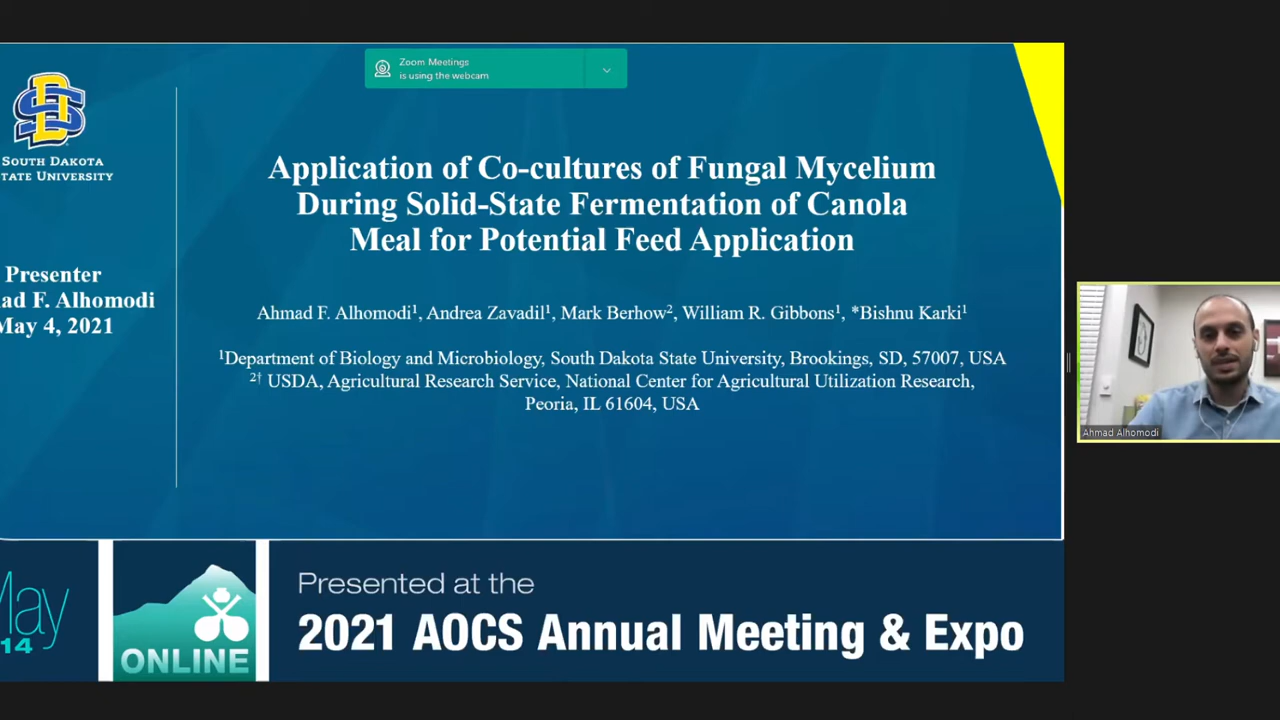 Zoom Meetings
is using the webcam
SOUTH DAKOTA
TATE UNIVERSITY
Application of Co-cultures of Fungal Mycelium
During Solid-State Fermentation of Canola
Meal for Potential Feed Application
Presenter
ad F. Alhomodi
May 4, 2021
Ahmad F. Alhomodi¹, Andrea Zavadil¹, Mark Berhow², William R. Gibbons¹, *Bishnu Karki¹
¹Department of Biology and Microbiology, South Dakota State University, Brookings, SD, 57007, USA
²† USDA, Agricultural Research Service, National Center for Agricultural Utilization Research,
Peoria, IL 61604, USA
Ahmad Alhomodi
May
14
ONLINE
Presented at the
2021 AOCS Annual Meeting & Expo